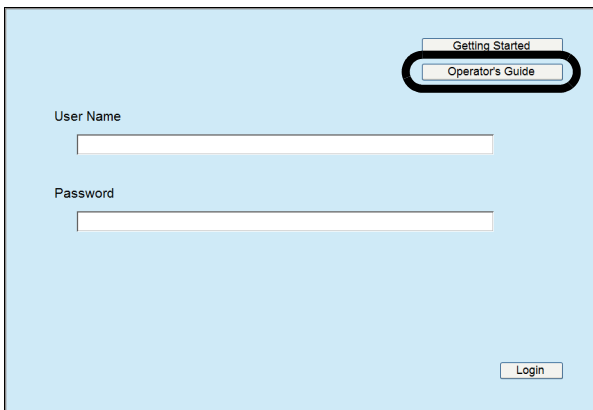 Getting Started
Operator's Guide
User Name
Password
Login